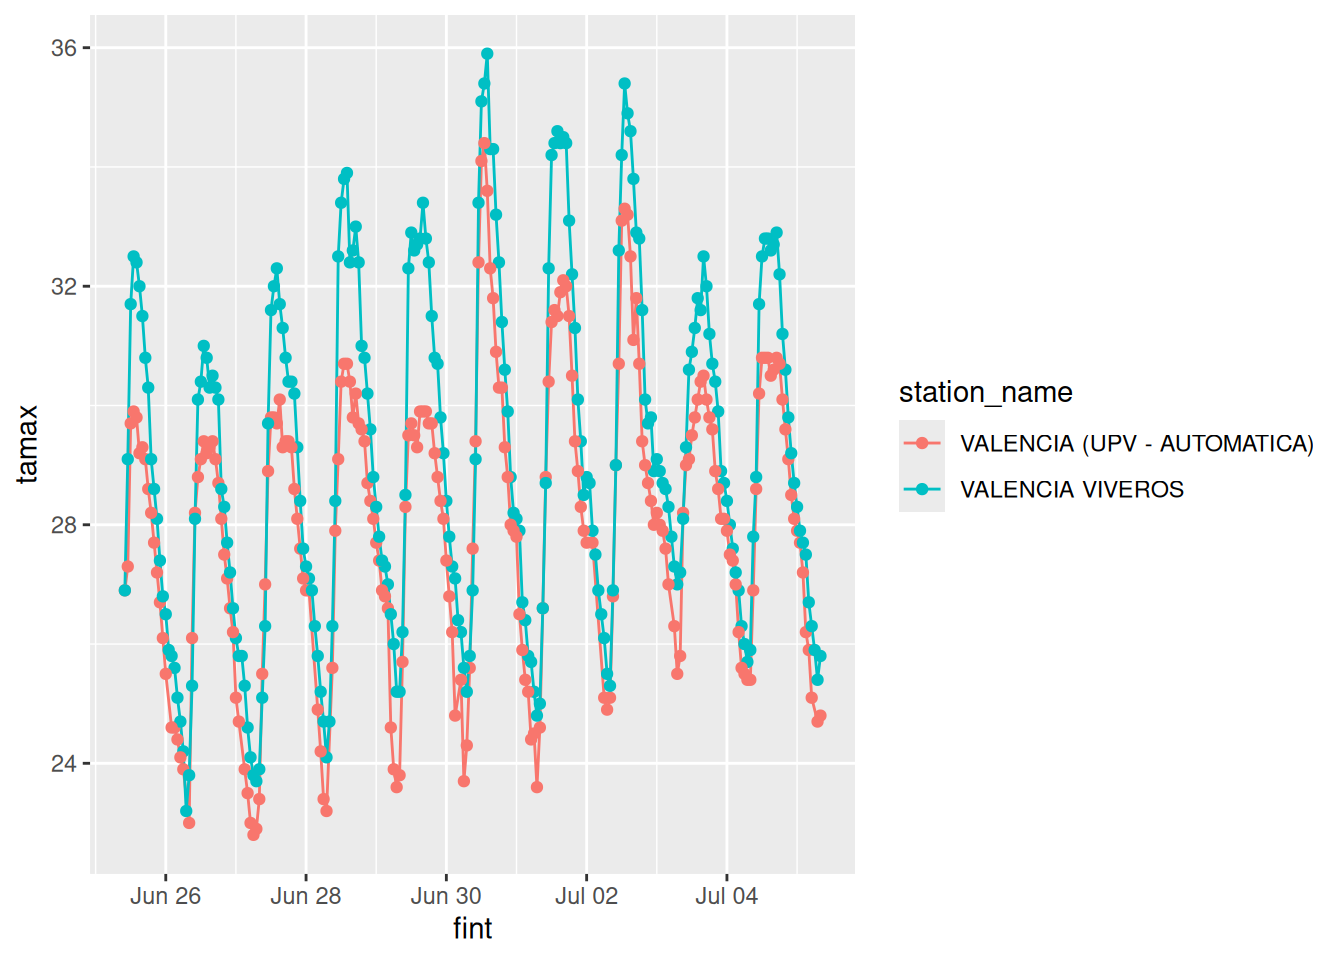 36
32
28
24
tamax
Jun 26
Jun 28
Jun 30
Jul 02
Jul 04
fint
station_name
VALENCIA (UPV - AUTOMATICA)
VALENCIA VIVEROS